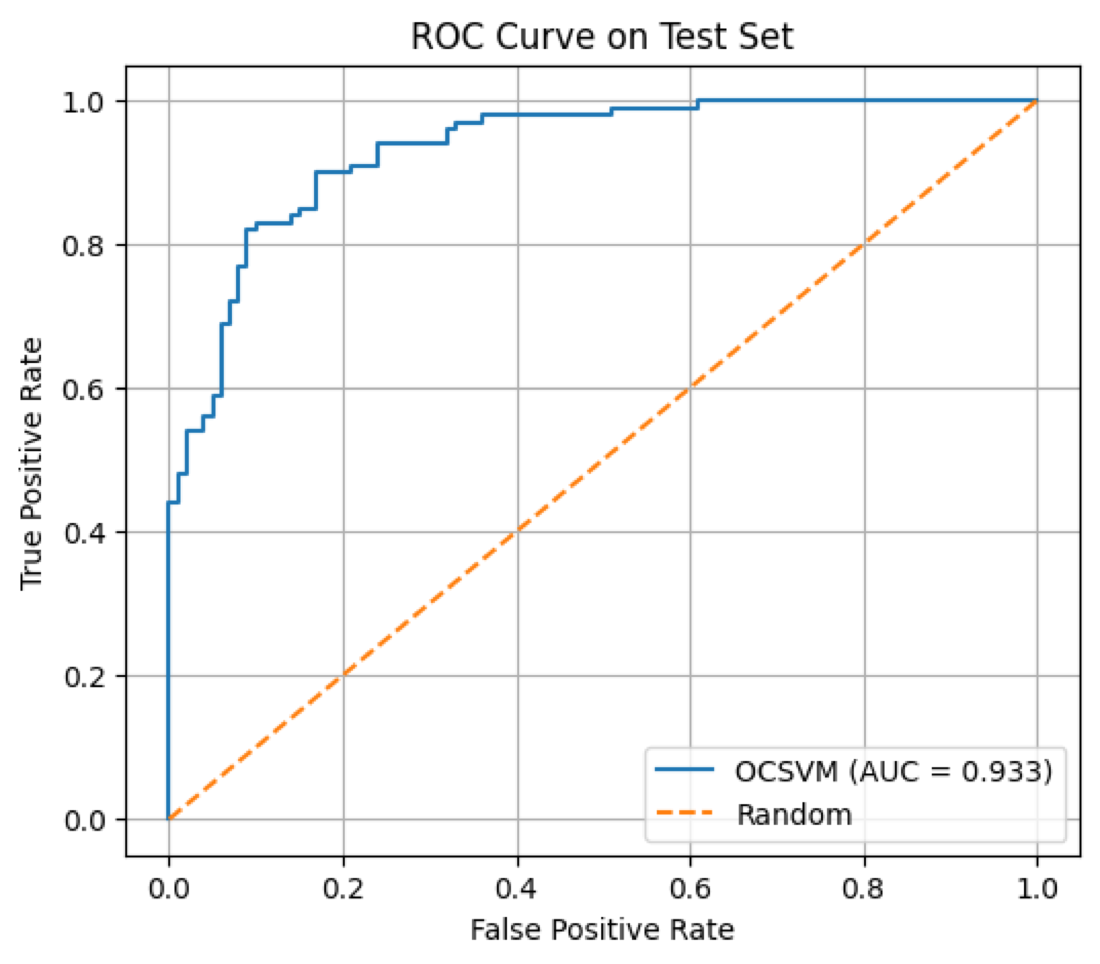 ROC Curve on Test Set
1.0
0.8
0.6
0.4
0.2
0.0
True Positive Rate
OCSVM (AUC = 0.933)
Random
0.0 0.2 0.4 0.6 0.8 1.0
False Positive Rate